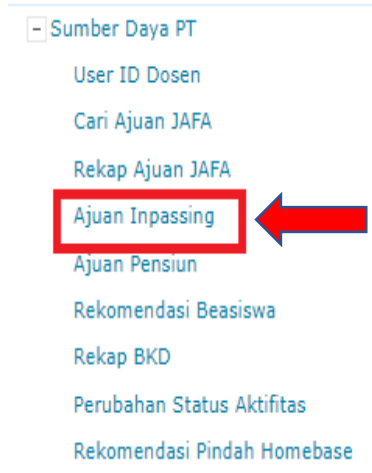 Sumber Daya PT
User ID Dosen
Cari Ajuan JAFA
Rekap Ajuan JAFA
Ajuan Inpassing
Ajuan Pensiun
Rekomendasi Beasiswa
Rekap BKD
Perubahan Status Aktifitas
Rekomendasi Pindah Homebase